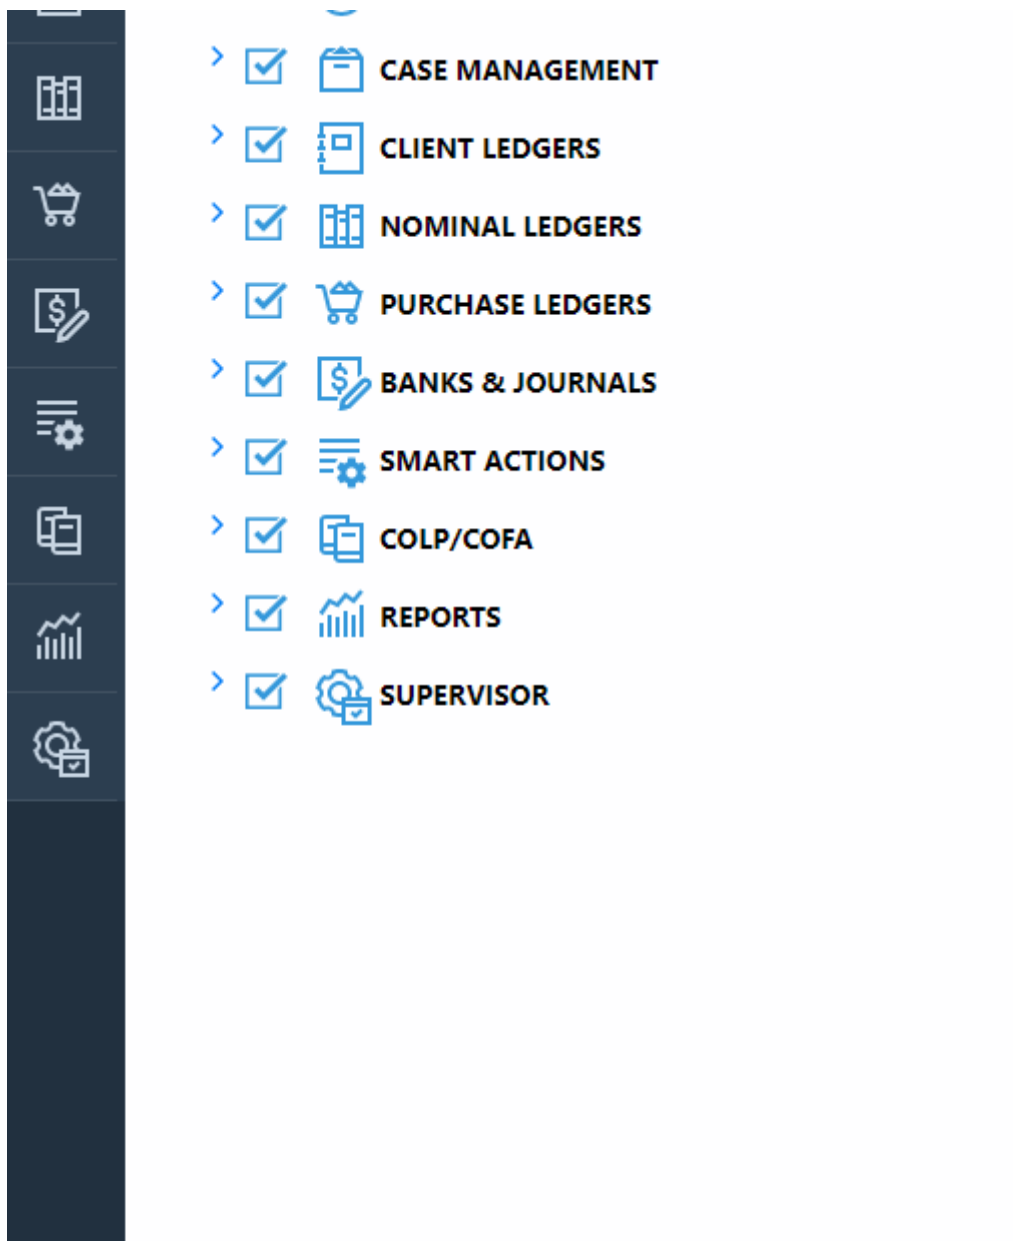 CASE MANAGEMENT
CLIENT LEDGERS
NOMINAL LEDGERS
PURCHASE LEDGERS
BANKS & JOURNALS
SMART ACTIONS
COLP/COFA
REPORTS
SUPERVISOR